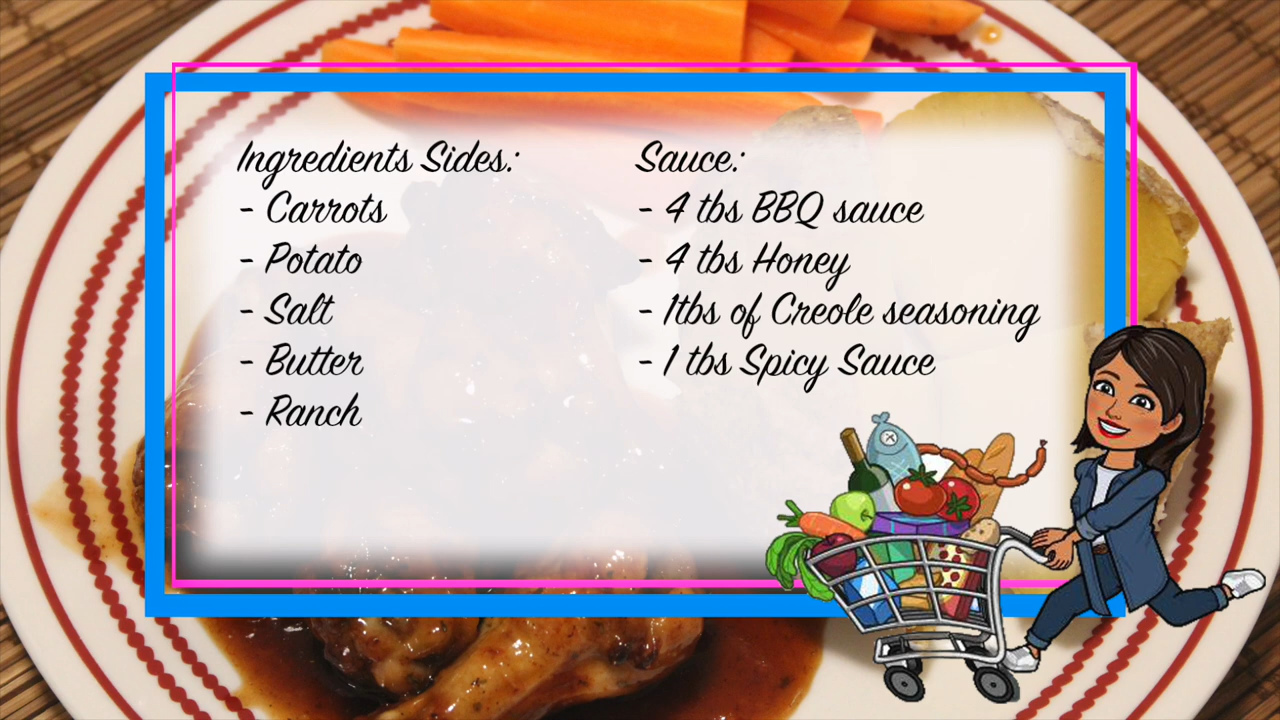 Ingredients Sides:
- Carrots
- Potato
- Salt
- Butter
- Ranch
Sauce:
- 4 tbs BBQ sauce
- 4 tbs Honey
- 1tbs of Creole seasoning
- 1 tbs Spicy Sauce